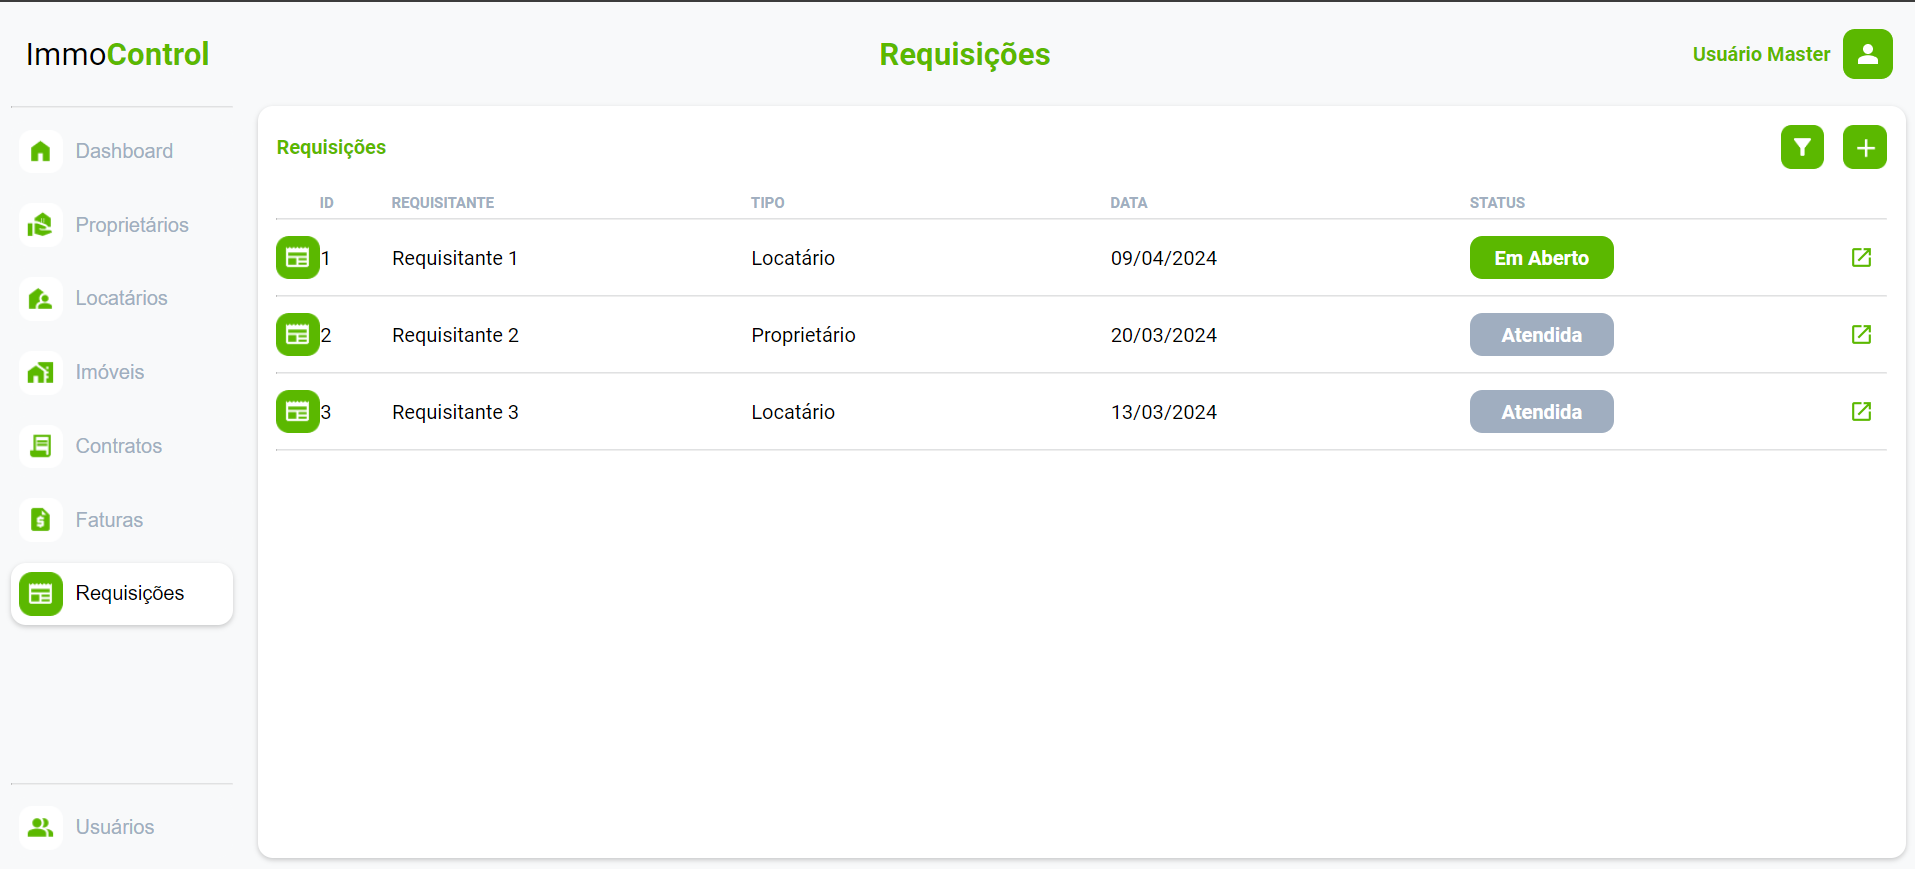 ImmoControl
Requisições
Usuário Master
Dashboard
Proprietários
Locatários
Imóveis
Contratos
Faturas
Requisições
Usuários
Requisições
ID REQUISITANTE TIPO DATA STATUS
1 Requisitante 1 Locatário 09/04/2024 Em Aberto
2 Requisitante 2 Proprietário 20/03/2024 Atendida
3 Requisitante 3 Locatário 13/03/2024 Atendida